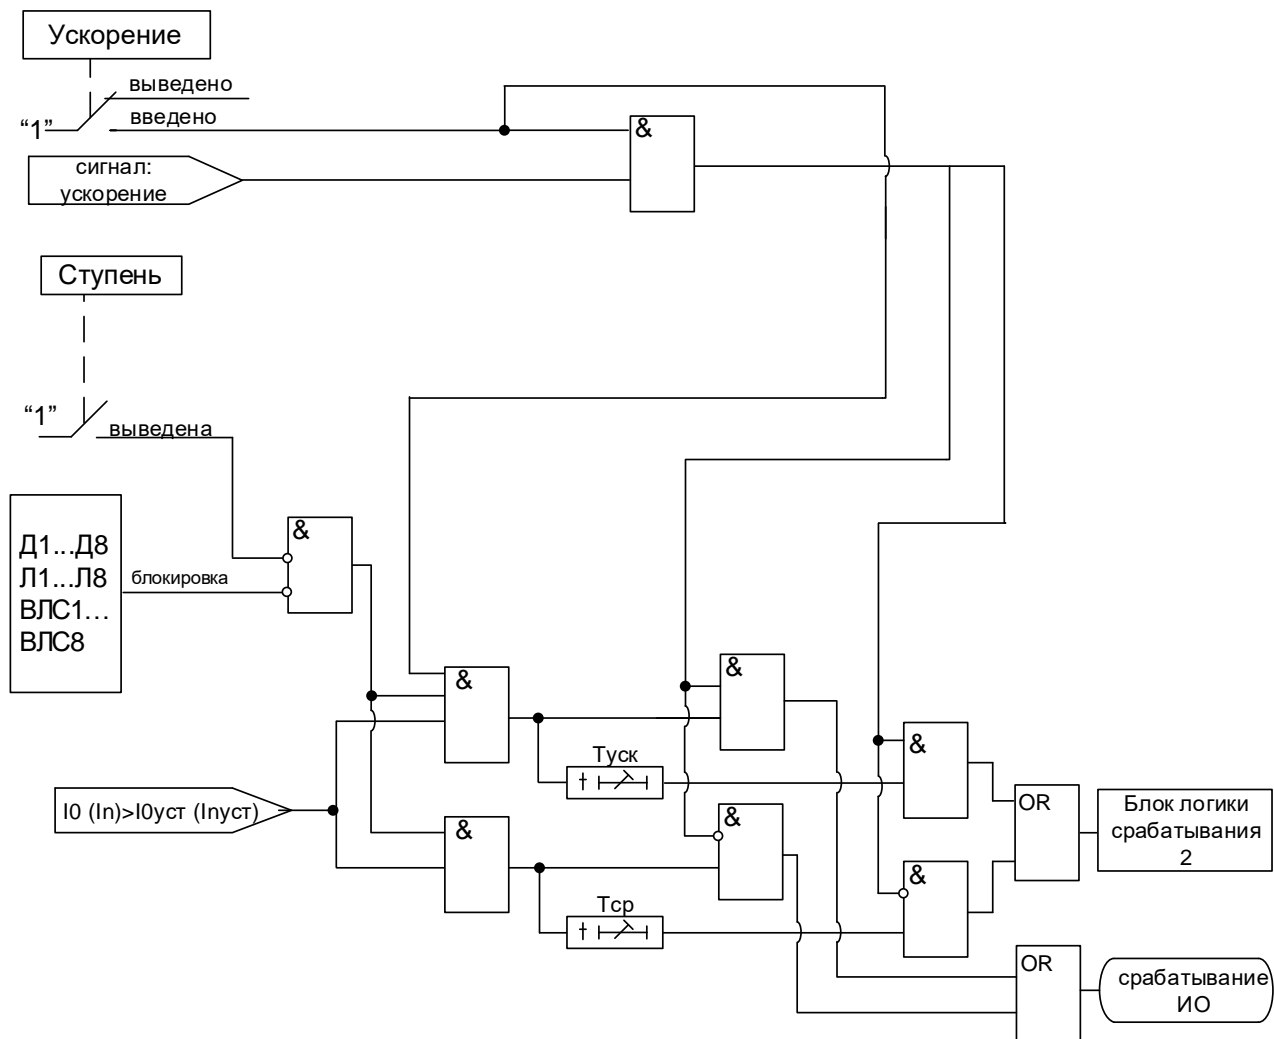 Ускорение
выведено
“1”
введено
&
сигнал:
ускорение
Ступень
“1”
выведена
&
Д1...Д8
Л1...Л8
ВЛС1...
ВЛС8
блокировка
&
&
&
Туск
I0 (In)>I0уст (Inуст)
OR
Блок логики
срабатывания
2
&
&
&
Тср
OR
срабатывание
ИО